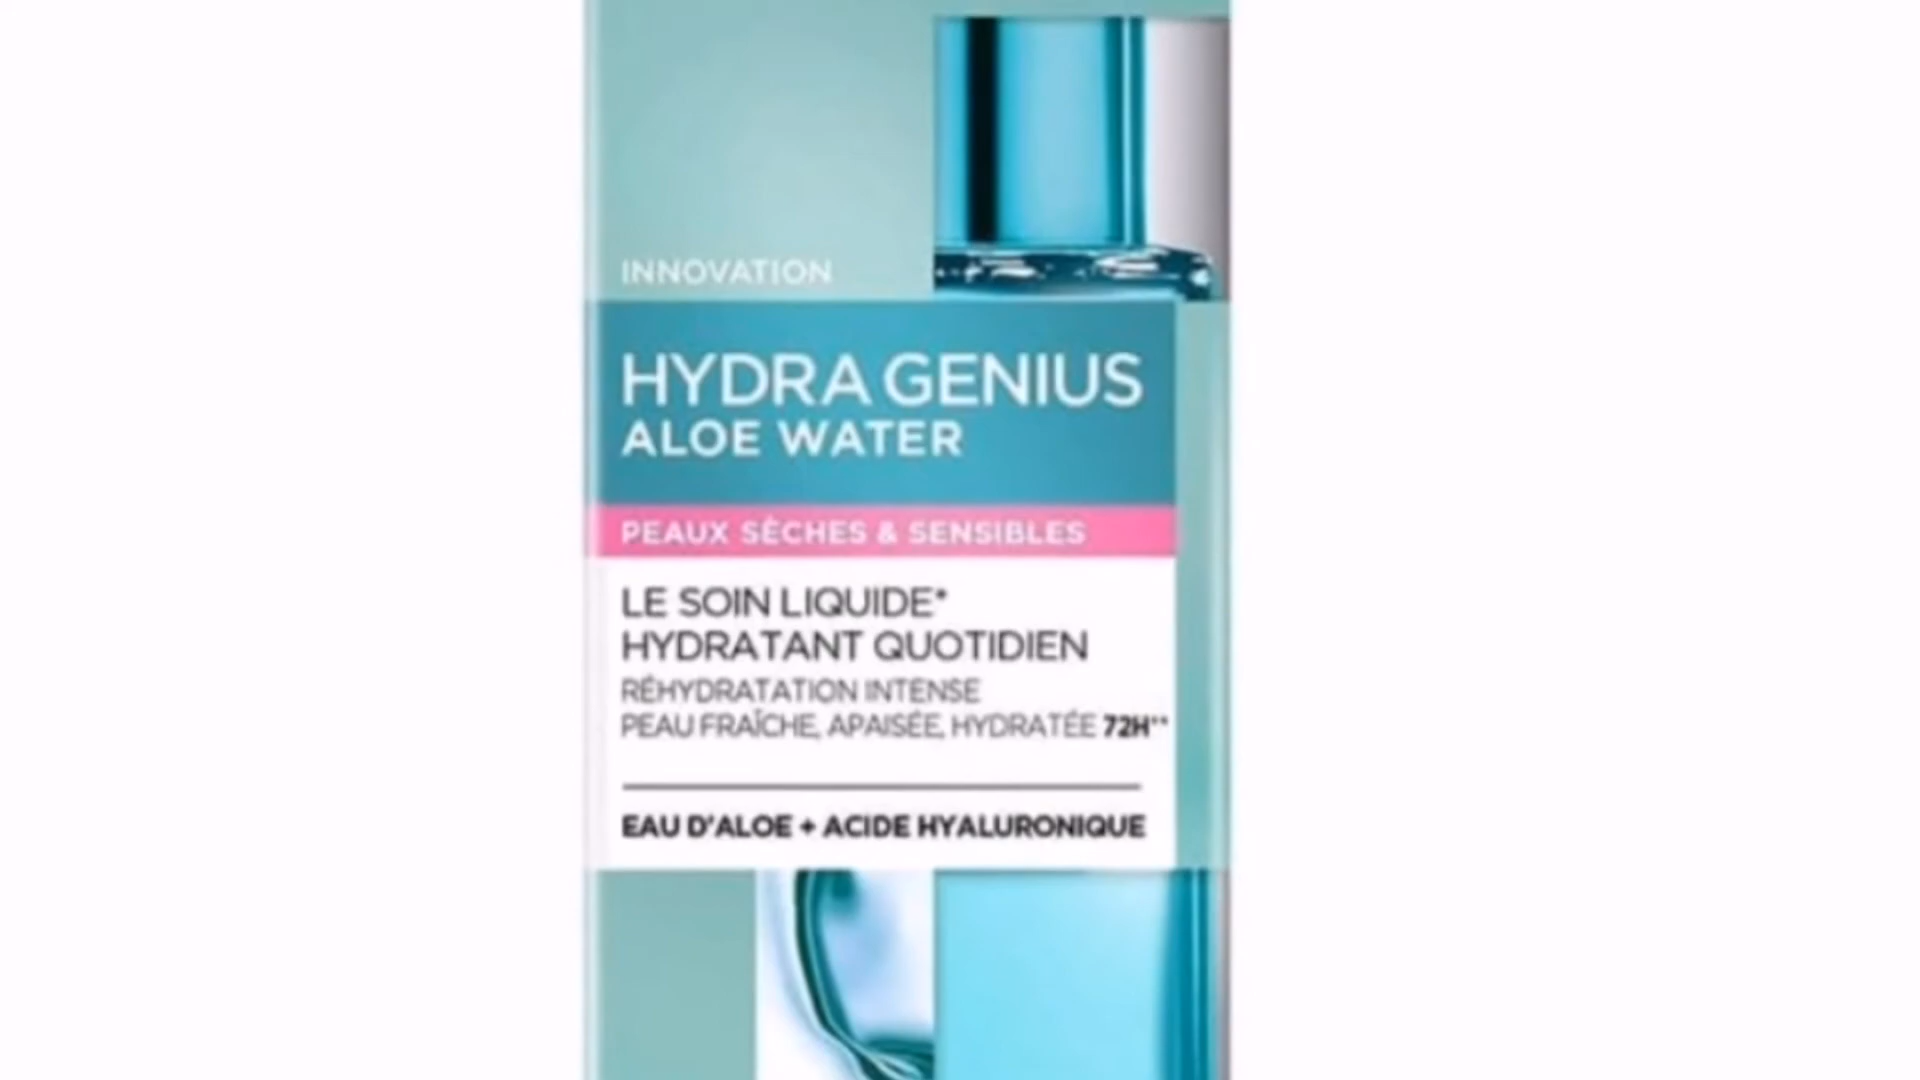 INNOVATION
HYDRA GENIUS
ALOE WATER
PEAUX SÈCHES & SENSIBLES
LE SOIN LIQUIDE*
HYDRATANT QUOTIDIEN
RÉHYDRATATION INTENSE
PEAU FRAÎCHE, APAISÉE, HYDRATÉE 72H**
EAU D'ALOE + ACIDE HYALURONIQUE